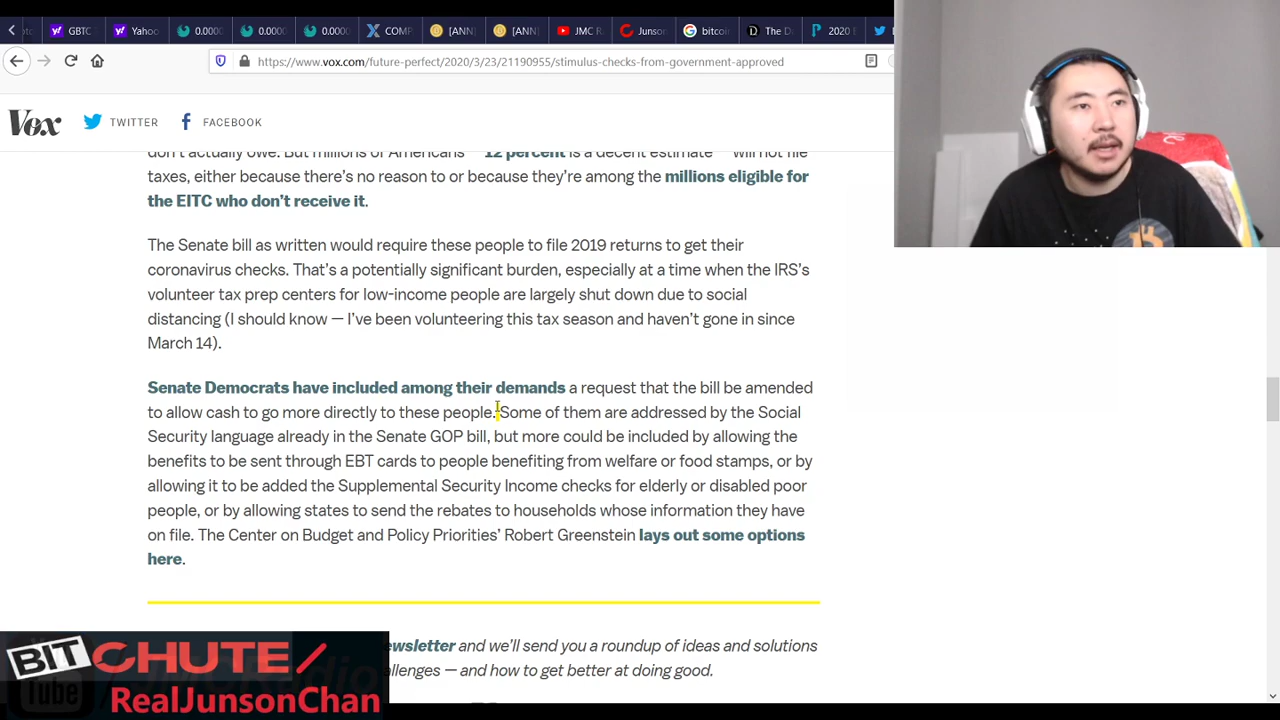 GBTC
Yahoo
0.0000
0.0000
0.0000
COMP
[ANN]
[ANN]
JMC R
Junson
bitcoi
The D
2020 E
https://www.vox.com/future-perfect/2020/3/23/21190955/stimulus-checks-from-government-approved
Vox TWITTER FACEBOOK
don't actually owe. But millions of Americans — 12 percent is a decent estimate — will not file
taxes, either because there's no reason to or because they're among the millions eligible for
the EITC who don't receive it.
The Senate bill as written would require these people to file 2019 returns to get their
coronavirus checks. That's a potentially significant burden, especially at a time when the IRS's
volunteer tax prep centers for low-income people are largely shut down due to social
distancing (I should know — I've been volunteering this tax season and haven't gone in since
March 14).
Senate Democrats have included among their demands a request that the bill be amended
to allow cash to go more directly to these people. Some of them are addressed by the Social
Security language already in the Senate GOP bill, but more could be included by allowing the
benefits to be sent through EBT cards to people benefiting from welfare or food stamps, or by
allowing it to be added the Supplemental Security Income checks for elderly or disabled poor
people, or by allowing states to send the rebates to households whose information they have
on file. The Center on Budget and Policy Priorities' Robert Greenstein lays out some options
here.
ewsletter and we'll send you a roundup of ideas and solutions
allenges — and how to get better at doing good.
BITCHUTE/
RealJunsonChan